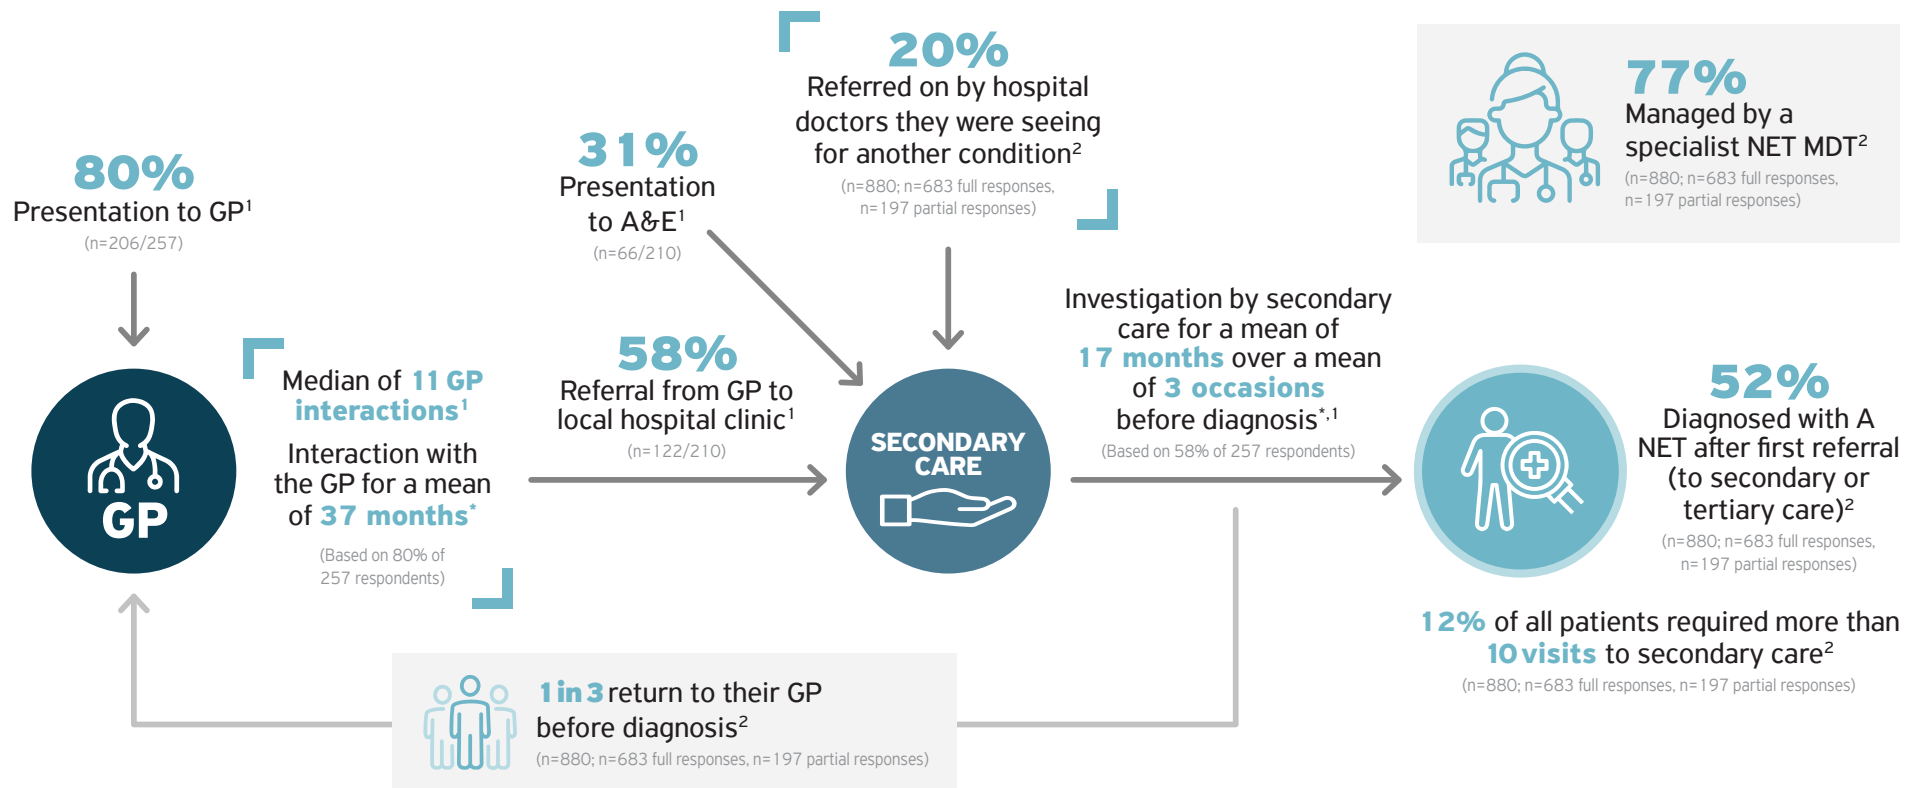 80%
Presentation to GP¹
(n=206/257)
GP
Median of 11 GP
interactions¹
Interaction with
the GP for a mean
of 37 months*
(Based on 80% of
257 respondents)
31%
Presentation
to A&E¹
(n=66/210)
58%
Referral from GP to
local hospital clinic¹
(n=122/210)
20%
Referred on by hospital
doctors they were seeing
for another condition²
(n=880; n=683 full responses,
n=197 partial responses)
SECONDARY
CARE
Investigation by secondary
care for a mean of
17 months over a mean
of 3 occasions
before diagnosis*,¹
(Based on 58% of 257 respondents)
77%
Managed by a
specialist NET MDT²
(n=880; n=683 full responses,
n=197 partial responses)
52%
Diagnosed with A
NET after first referral
(to secondary or
tertiary care)²
(n=880; n=683 full responses,
n=197 partial responses)
12% of all patients required more than
10 visits to secondary care²
(n=880; n=683 full responses, n=197 partial responses)
1 in 3 return to their GP
before diagnosis²
(n=880; n=683 full responses, n=197 partial responses)